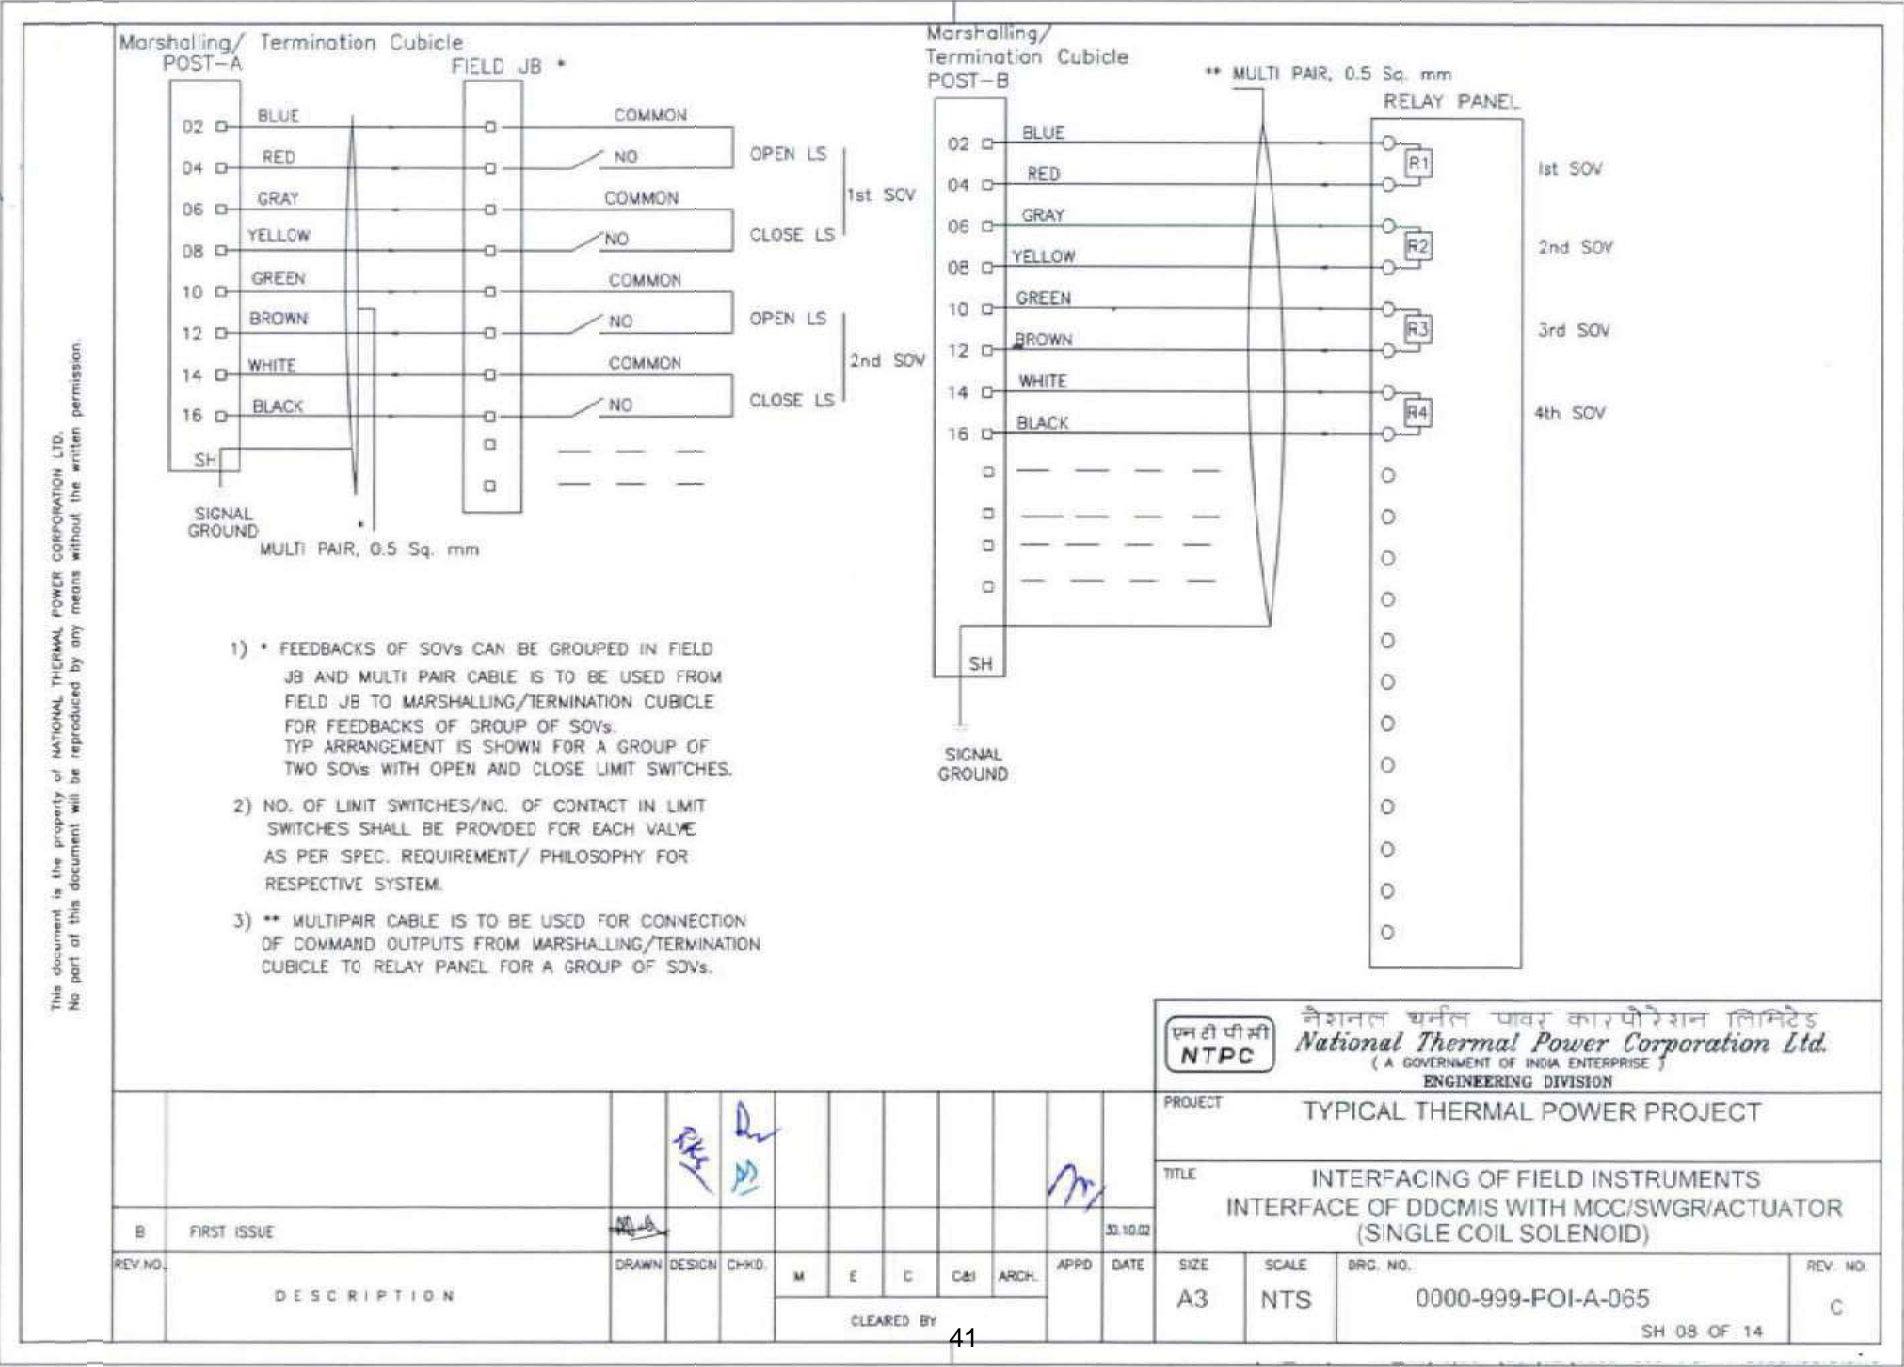 Marshalling/ Termination Cubicle
POST-A
FIELD JB *
02 BLUE COMMON
04 RED NO OPEN LS
06 GRAY COMMON
1st SOV
08 YELLOW NO CLOSE LS
10 GREEN COMMON
12 BROWN NO OPEN LS
14 WHITE COMMON
2nd SOV
16 BLACK NO CLOSE LS
SH
SIGNAL
GROUND
MULTI PAIR, 0.5 Sq. mm
Marshalling/
Termination Cubicle
POST-B
** MULTI PAIR, 0.5 Sq. mm
RELAY PANEL
02 BLUE
R1 1st SOV
04 RED
06 GRAY
R2 2nd SOV
08 YELLOW
10 GREEN
R3 3rd SOV
12 BROWN
14 WHITE
R4 4th SOV
16 BLACK
SH
SIGNAL
GROUND
1) * FEEDBACKS OF SOVs CAN BE GROUPED IN FIELD
JB AND MULTI PAIR CABLE IS TO BE USED FROM
FIELD JB TO MARSHALLING/TERMINATION CUBICLE
FOR FEEDBACKS OF GROUP OF SOVs.
TYP ARRANGEMENT IS SHOWN FOR A GROUP OF
TWO SOVs WITH OPEN AND CLOSE LIMIT SWITCHES.
2) NO. OF LIMIT SWITCHES/NO. OF CONTACT IN LIMIT
SWITCHES SHALL BE PROVIDED FOR EACH VALVE
AS PER SPEC. REQUIREMENT/ PHILOSOPHY FOR
RESPECTIVE SYSTEM.
3) ** MULTIPAIR CABLE IS TO BE USED FOR CONNECTION
OF COMMAND OUTPUTS FROM MARSHALLING/TERMINATION
CUBICLE TO RELAY PANEL FOR A GROUP OF SOVs.
This document is the property of NATIONAL THERMAL POWER CORPORATION LTD.
No part of this document will be reproduced by any means without the written permission.
एन टी पी सी
NTPC
नेशनल थर्मल पावर कारपोरेशन लिमिटेड
National Thermal Power Corporation Ltd.
( A GOVERNMENT OF INDIA ENTERPRISE )
ENGINEERING DIVISION
PROJECT
TYPICAL THERMAL POWER PROJECT
TITLE
INTERFACING OF FIELD INSTRUMENTS
INTERFACE OF DDCMIS WITH MCC/SWGR/ACTUATOR
(SINGLE COIL SOLENOID)
B FIRST ISSUE 30.10.02
REV.NO. DESCRIPTION DRAWN DESIGN CHKD. M E C C&I ARCH. APPD DATE
CLEARED BY
SIZE
A3
SCALE
NTS
DRG. NO.
0000-999-POI-A-065
SH 08 OF 14
REV. NO.
C
41